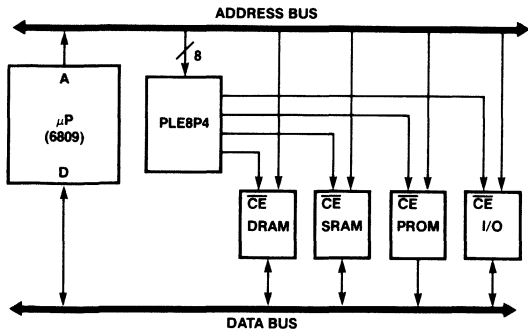 ADDRESS BUS
8
A
μP
(6809)
D
PLE8P4
CE
DRAM
CE
SRAM
CE
PROM
CE
I/O
DATA BUS